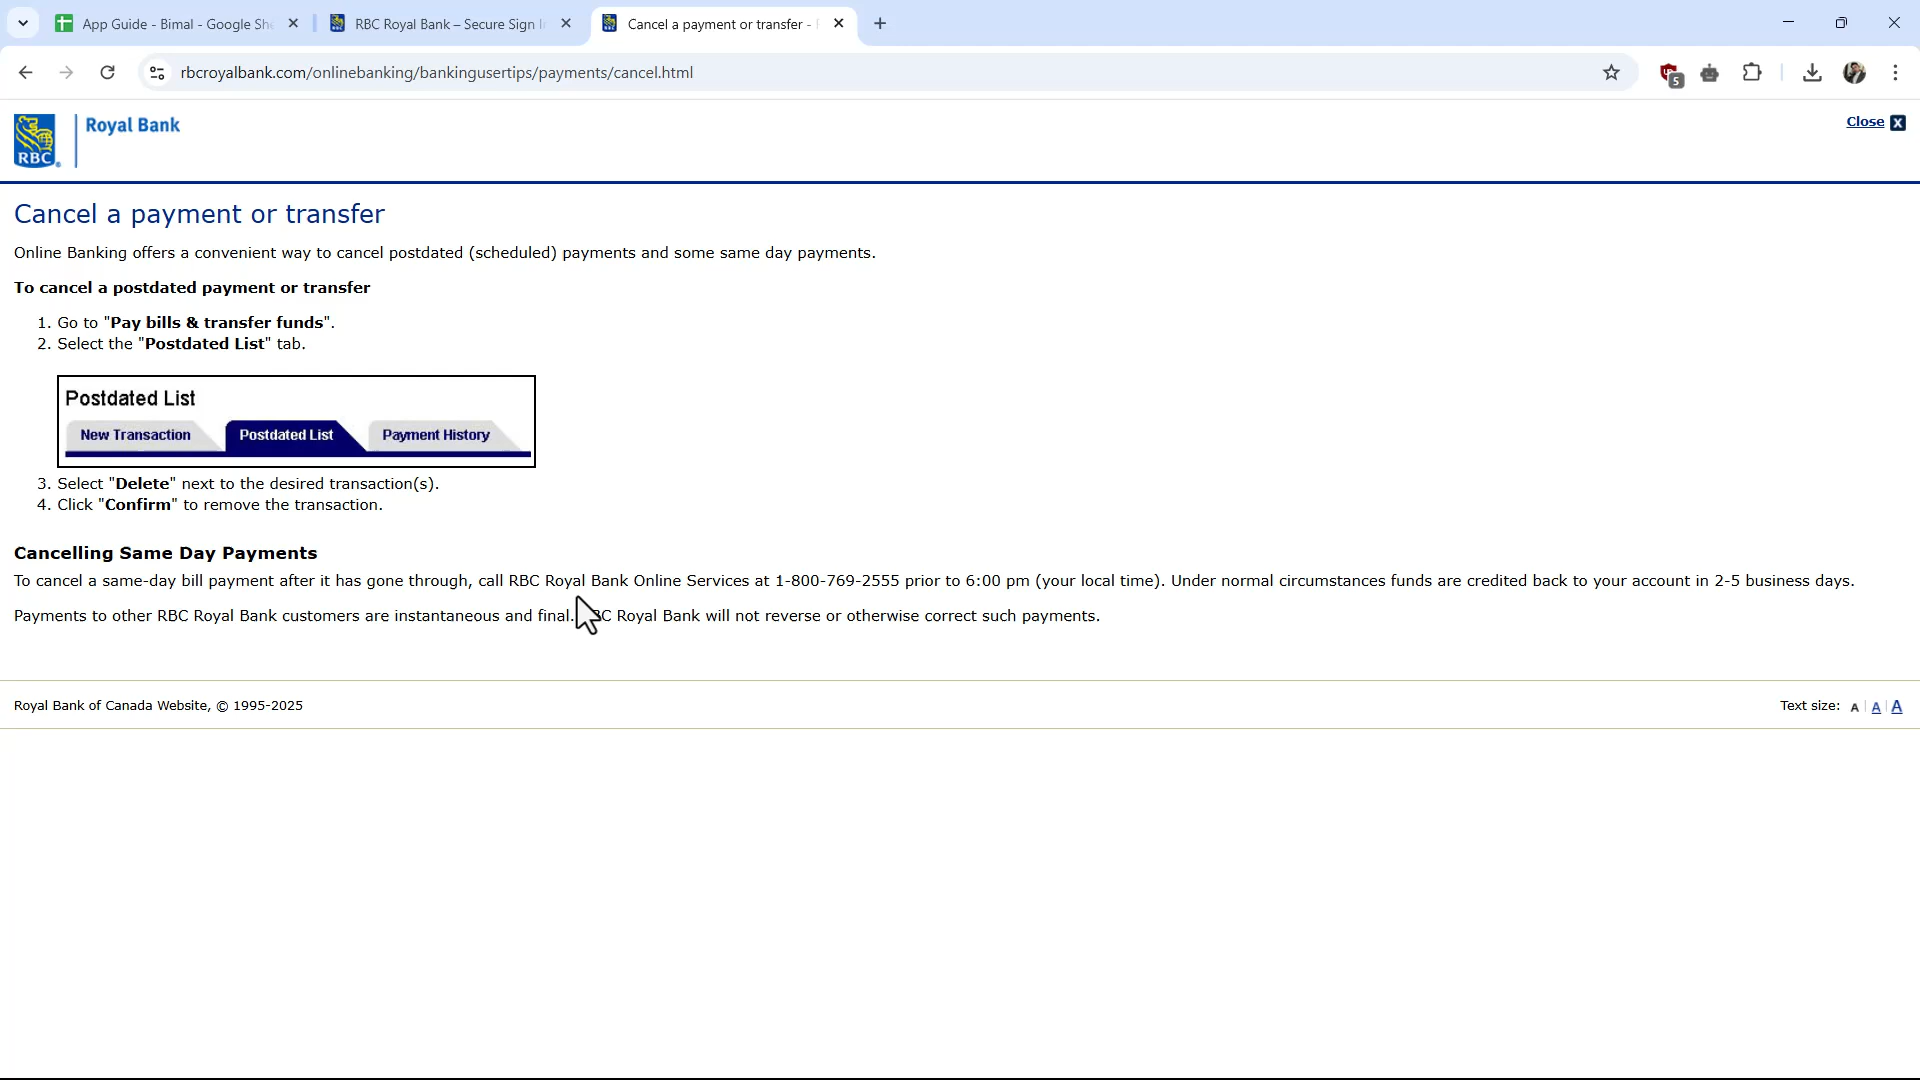 App Guide - Bimal - Google She
RBC Royal Bank – Secure Sign I
Cancel a payment or transfer -
rbcroyalbank.com/onlinebanking/bankingusertips/payments/cancel.html
5
RBC
Royal Bank
Close X
Cancel a payment or transfer
Online Banking offers a convenient way to cancel postdated (scheduled) payments and some same day payments.
To cancel a postdated payment or transfer
1. Go to "Pay bills & transfer funds".
2. Select the "Postdated List" tab.
Postdated List
New Transaction Postdated List Payment History
3. Select "Delete" next to the desired transaction(s).
4. Click "Confirm" to remove the transaction.
Cancelling Same Day Payments
To cancel a same-day bill payment after it has gone through, call RBC Royal Bank Online Services at 1-800-769-2555 prior to 6:00 pm (your local time). Under normal circumstances funds are credited back to your account in 2-5 business days.
Payments to other RBC Royal Bank customers are instantaneous and final. RBC Royal Bank will not reverse or otherwise correct such payments.
Royal Bank of Canada Website, © 1995-2025
Text size: A | A | A